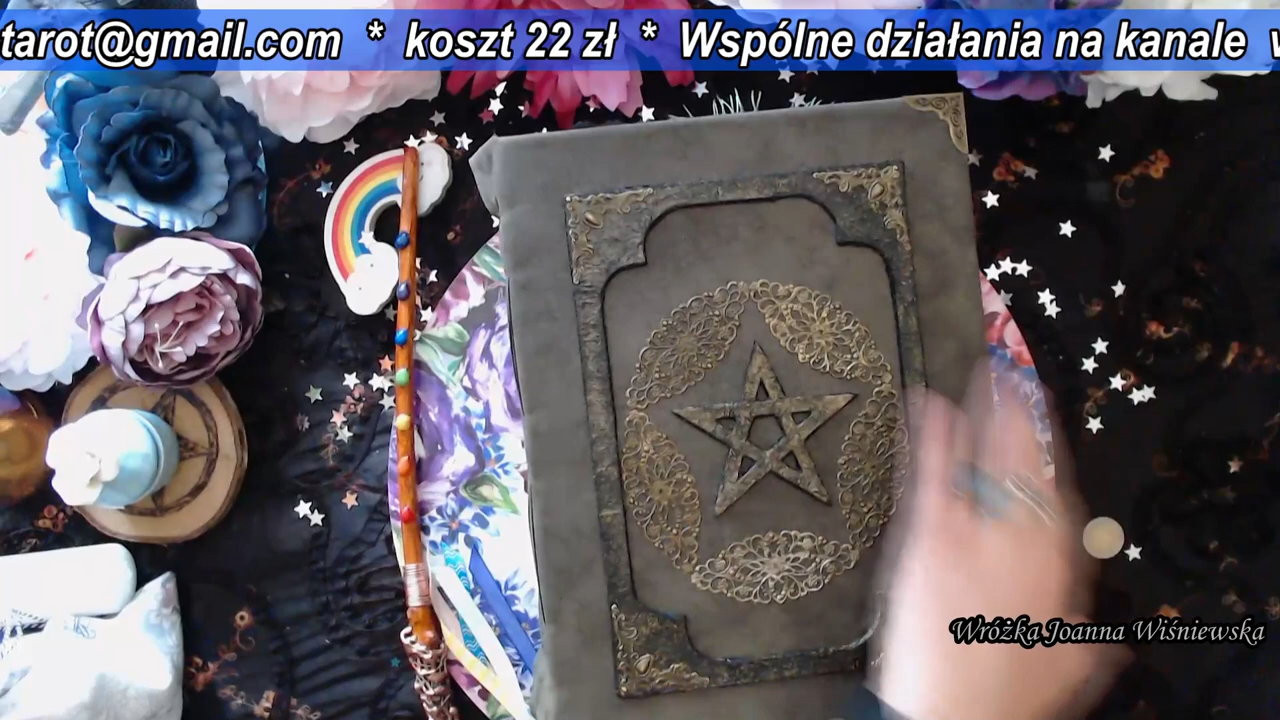 tarot@gmail.com * koszt 22 zł * Wspólne działania na kanale
Wróżka Joanna Wiśniewska